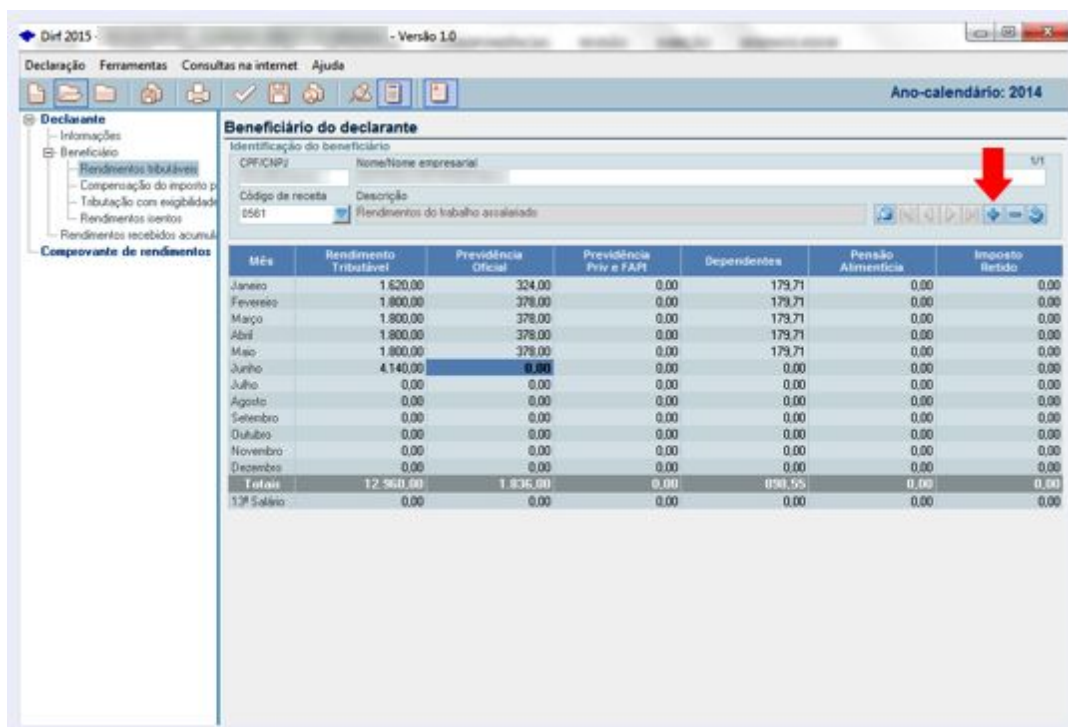 Dirf 2015 - - Versão 1.0
Declaração Ferramentas Consultas na internet Ajuda
Ano-calendário: 2014
Declarante
Informações
Beneficiário
Rendimentos tributáveis
Compensação do imposto p
Tributação com exigibilidade
Rendimentos isentos
Rendimentos recebidos acumul
Comprovante de rendimentos
Beneficiário do declarante
Identificação do beneficiário
CPF/CNPJ Nome/Nome empresarial 1/1
Código de receita Descrição
0561 Rendimentos do trabalho assalariado
Mês Rendimento Tributável Previdência Oficial Previdência Priv e FAPI Dependentes Pensão Alimentícia Imposto Retido
Janeiro 1.620,00 324,00 0,00 179,71 0,00 0,00
Fevereiro 1.800,00 378,00 0,00 179,71 0,00 0,00
Março 1.800,00 378,00 0,00 179,71 0,00 0,00
Abril 1.800,00 378,00 0,00 179,71 0,00 0,00
Maio 1.800,00 378,00 0,00 179,71 0,00 0,00
Junho 4.140,00 0,00 0,00 0,00 0,00 0,00
Julho 0,00 0,00 0,00 0,00 0,00 0,00
Agosto 0,00 0,00 0,00 0,00 0,00 0,00
Setembro 0,00 0,00 0,00 0,00 0,00 0,00
Outubro 0,00 0,00 0,00 0,00 0,00 0,00
Novembro 0,00 0,00 0,00 0,00 0,00 0,00
Dezembro 0,00 0,00 0,00 0,00 0,00 0,00
Totais 12.960,00 1.836,00 0,00 898,55 0,00 0,00
13º Salário 0,00 0,00 0,00 0,00 0,00 0,00